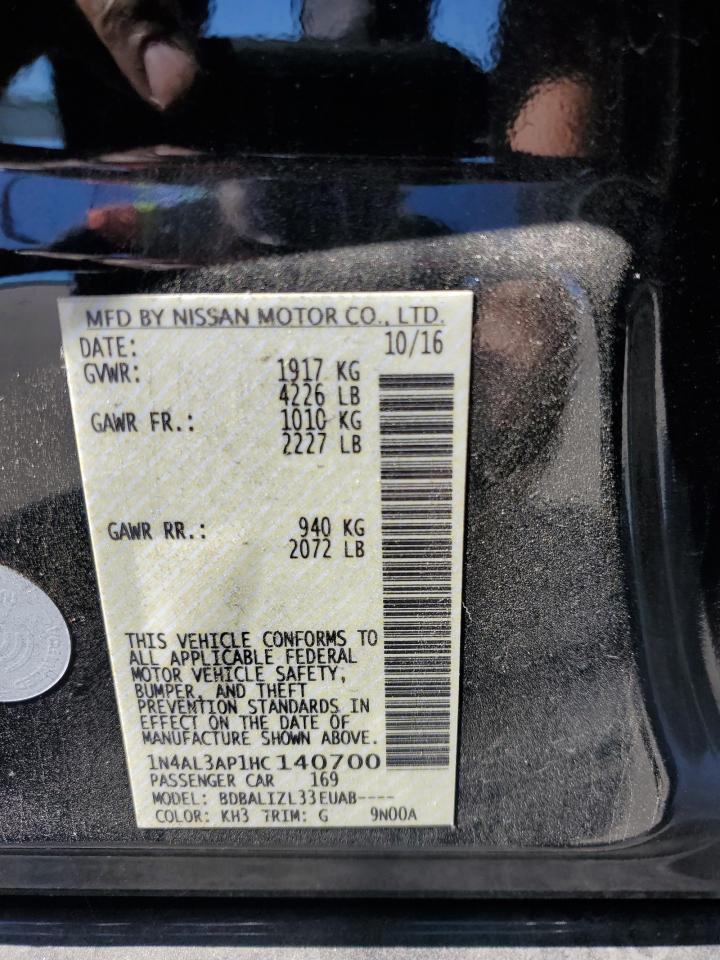 MFD BY NISSAN MOTOR CO., LTD.
DATE: 10/16
GVWR: 1917 KG
4226 LB
GAWR FR.: 1010 KG
2227 LB
GAWR RR.: 940 KG
2072 LB
THIS VEHICLE CONFORMS TO
ALL APPLICABLE FEDERAL
MOTOR VEHICLE SAFETY,
BUMPER, AND THEFT
PREVENTION STANDARDS IN
EFFECT ON THE DATE OF
MANUFACTURE SHOWN ABOVE.
1N4AL3AP1HC140700
PASSENGER CAR 169
MODEL: BDBALIZL33EUAB----
COLOR: KH3 TRIM: G 9N00A